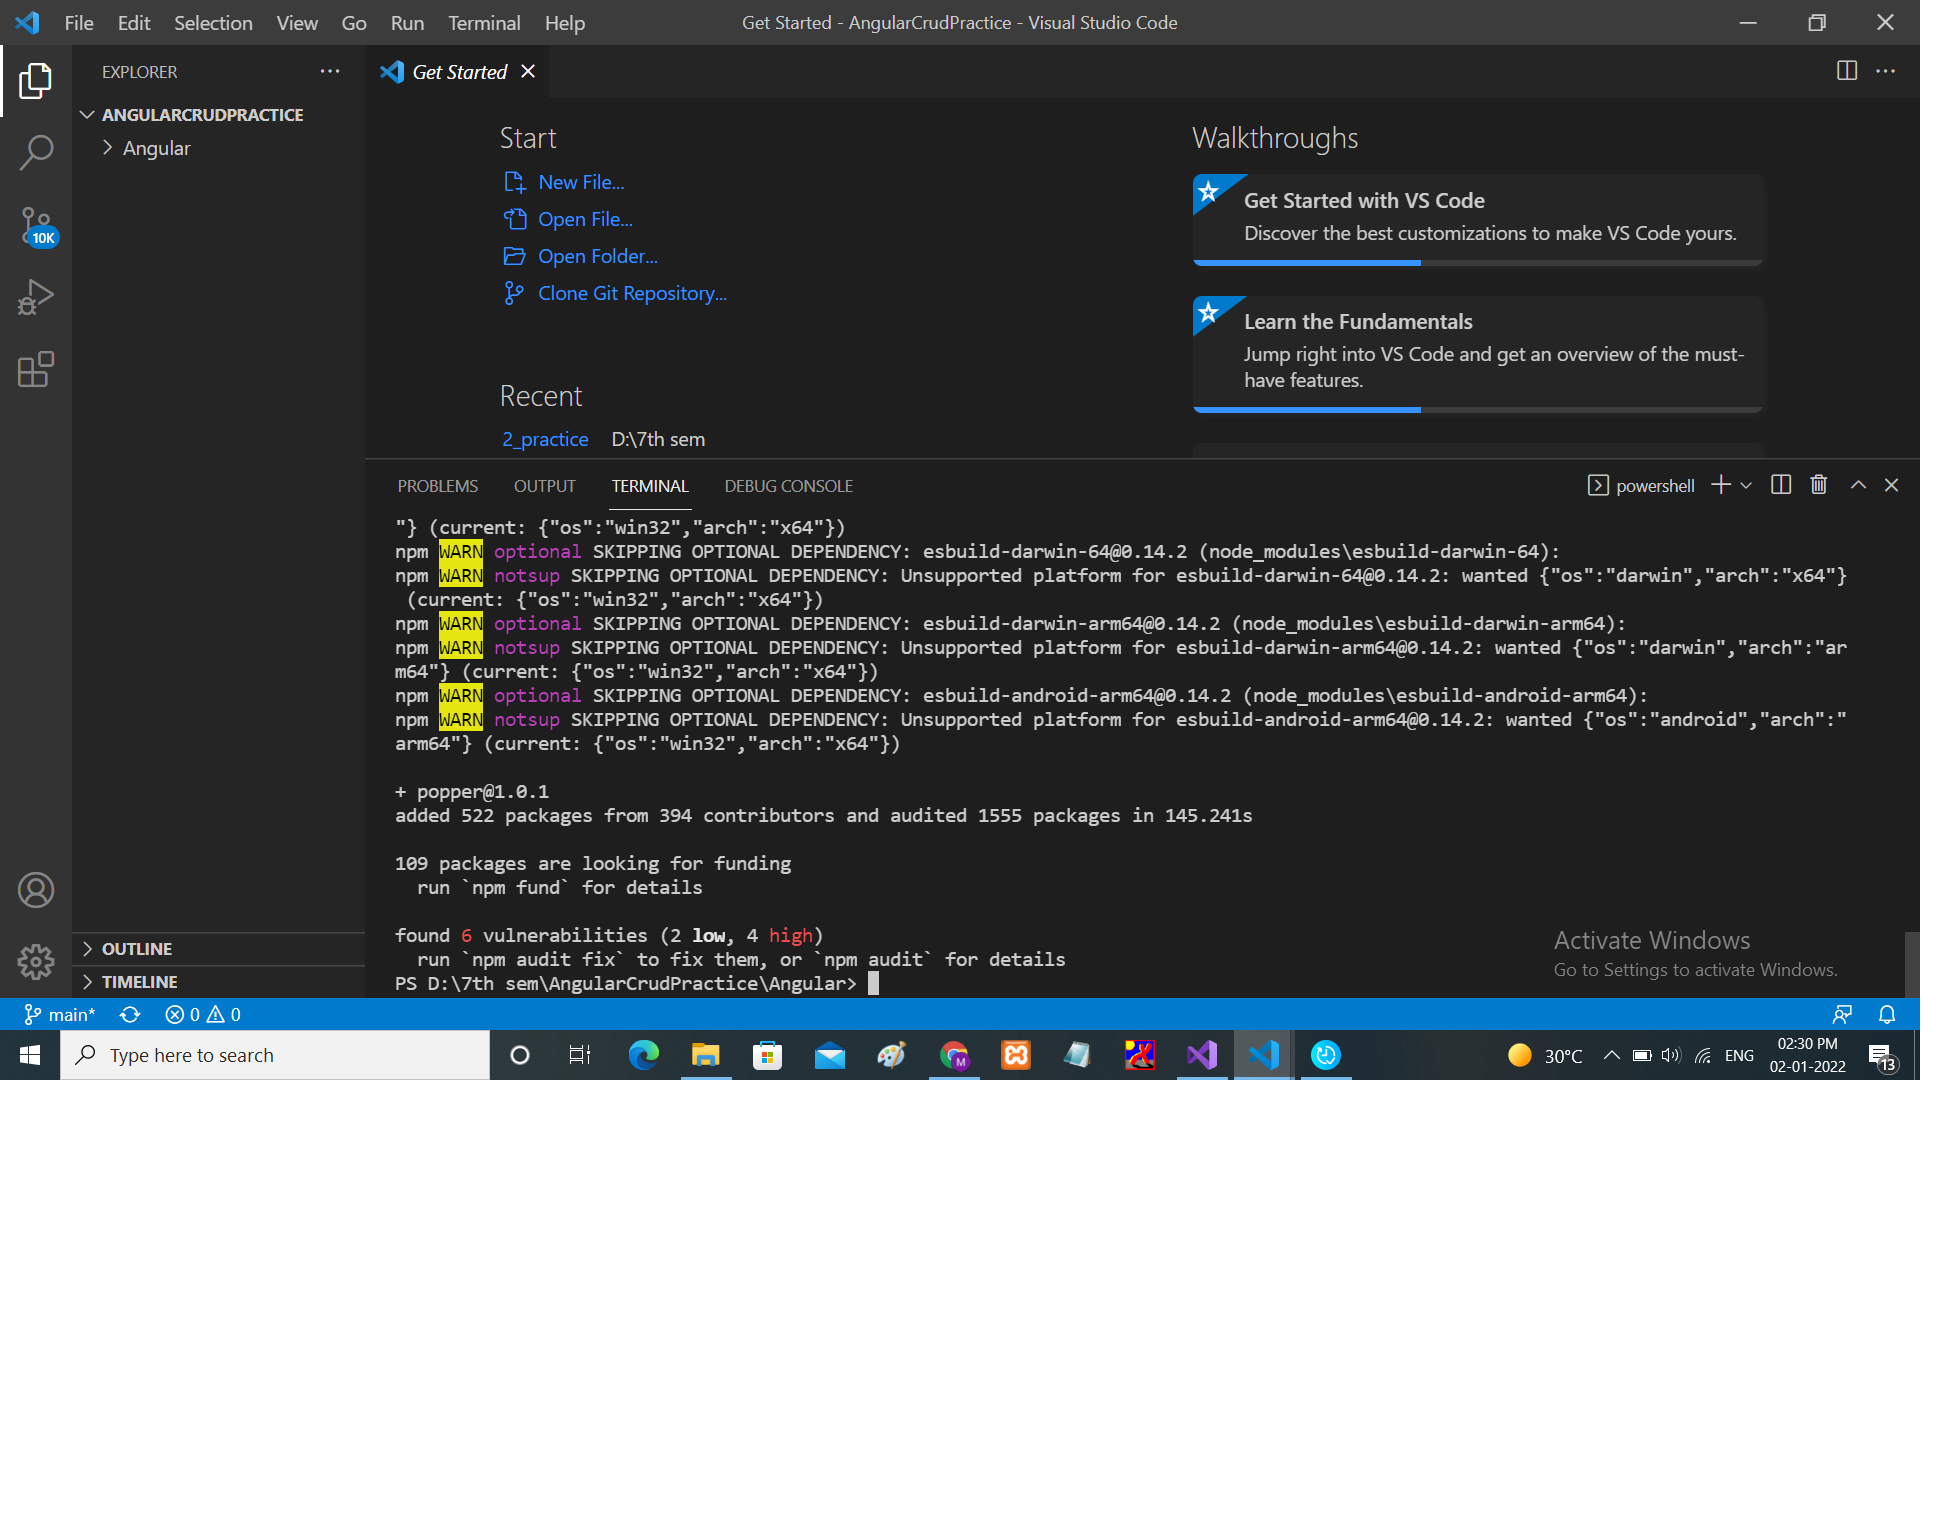 File Edit Selection View Go Run Terminal Help
Get Started - AngularCrudPractice - Visual Studio Code
EXPLORER
ANGULARCRUDPRACTICE
Angular
10K
OUTLINE
TIMELINE
Get Started
Start
New File...
Open File...
Open Folder...
Clone Git Repository...
Recent
2_practice D:\7th sem
Walkthroughs
Get Started with VS Code
Discover the best customizations to make VS Code yours.
Learn the Fundamentals
Jump right into VS Code and get an overview of the must-
have features.
PROBLEMS OUTPUT TERMINAL DEBUG CONSOLE
powershell
"} (current: {"os":"win32","arch":"x64"})
npm WARN optional SKIPPING OPTIONAL DEPENDENCY: esbuild-darwin-64@0.14.2 (node_modules\esbuild-darwin-64):
npm WARN notsup SKIPPING OPTIONAL DEPENDENCY: Unsupported platform for esbuild-darwin-64@0.14.2: wanted {"os":"darwin","arch":"x64"}
(current: {"os":"win32","arch":"x64"})
npm WARN optional SKIPPING OPTIONAL DEPENDENCY: esbuild-darwin-arm64@0.14.2 (node_modules\esbuild-darwin-arm64):
npm WARN notsup SKIPPING OPTIONAL DEPENDENCY: Unsupported platform for esbuild-darwin-arm64@0.14.2: wanted {"os":"darwin","arch":"ar
m64"} (current: {"os":"win32","arch":"x64"})
npm WARN optional SKIPPING OPTIONAL DEPENDENCY: esbuild-android-arm64@0.14.2 (node_modules\esbuild-android-arm64):
npm WARN notsup SKIPPING OPTIONAL DEPENDENCY: Unsupported platform for esbuild-android-arm64@0.14.2: wanted {"os":"android","arch":"
arm64"} (current: {"os":"win32","arch":"x64"})
+ popper@1.0.1
added 522 packages from 394 contributors and audited 1555 packages in 145.241s
109 packages are looking for funding
run `npm fund` for details
found 6 vulnerabilities (2 low, 4 high)
run `npm audit fix` to fix them, or `npm audit` for details
PS D:\7th sem\AngularCrudPractice\Angular>
Activate Windows
Go to Settings to activate Windows.
main* 0 0
Type here to search
M
30°C ENG
02:30 PM
02-01-2022
13